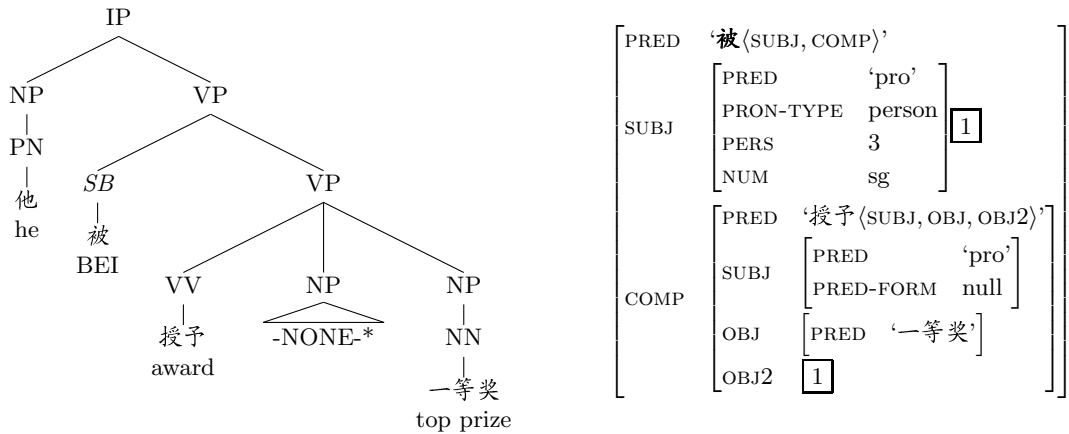 IP
NP VP
PN
他
he
SB VP
被
BEI
VV NP NP
授予
award
-NONE-*
NN
一等奖
top prize
PRED ‘被⟨SUBJ, COMP⟩’
SUBJ
PRED ‘pro’
PRON-TYPE person
PERS 3
NUM sg
1
COMP
PRED ‘授予⟨SUBJ, OBJ, OBJ2⟩’
SUBJ
PRED ‘pro’
PRED-FORM null
OBJ PRED ‘一等奖’
OBJ2 1